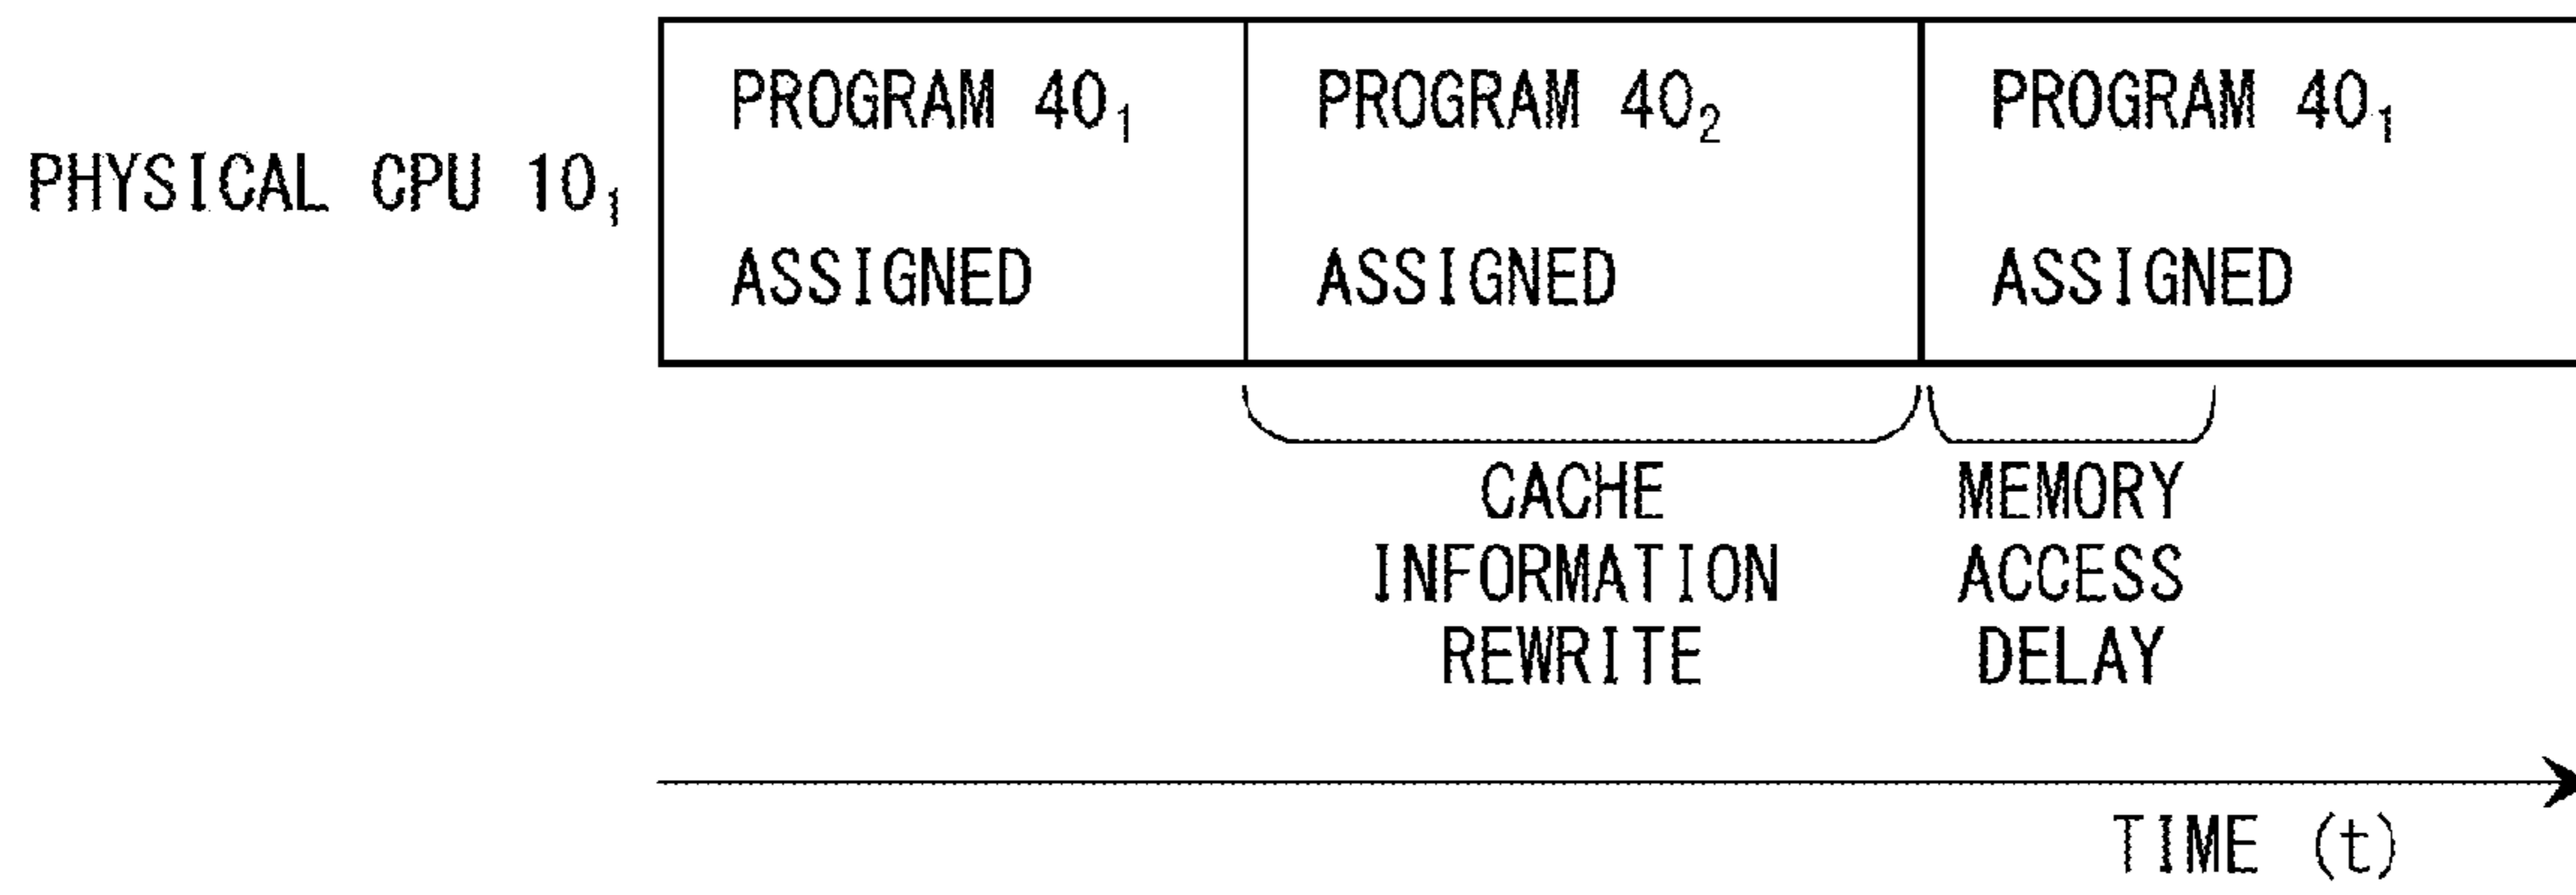 PROGRAM 40₁ PROGRAM 40₂ PROGRAM 40₁
PHYSICAL CPU 10₁
ASSIGNED ASSIGNED ASSIGNED
CACHE MEMORY
INFORMATION ACCESS
REWRITE DELAY
TIME (t)